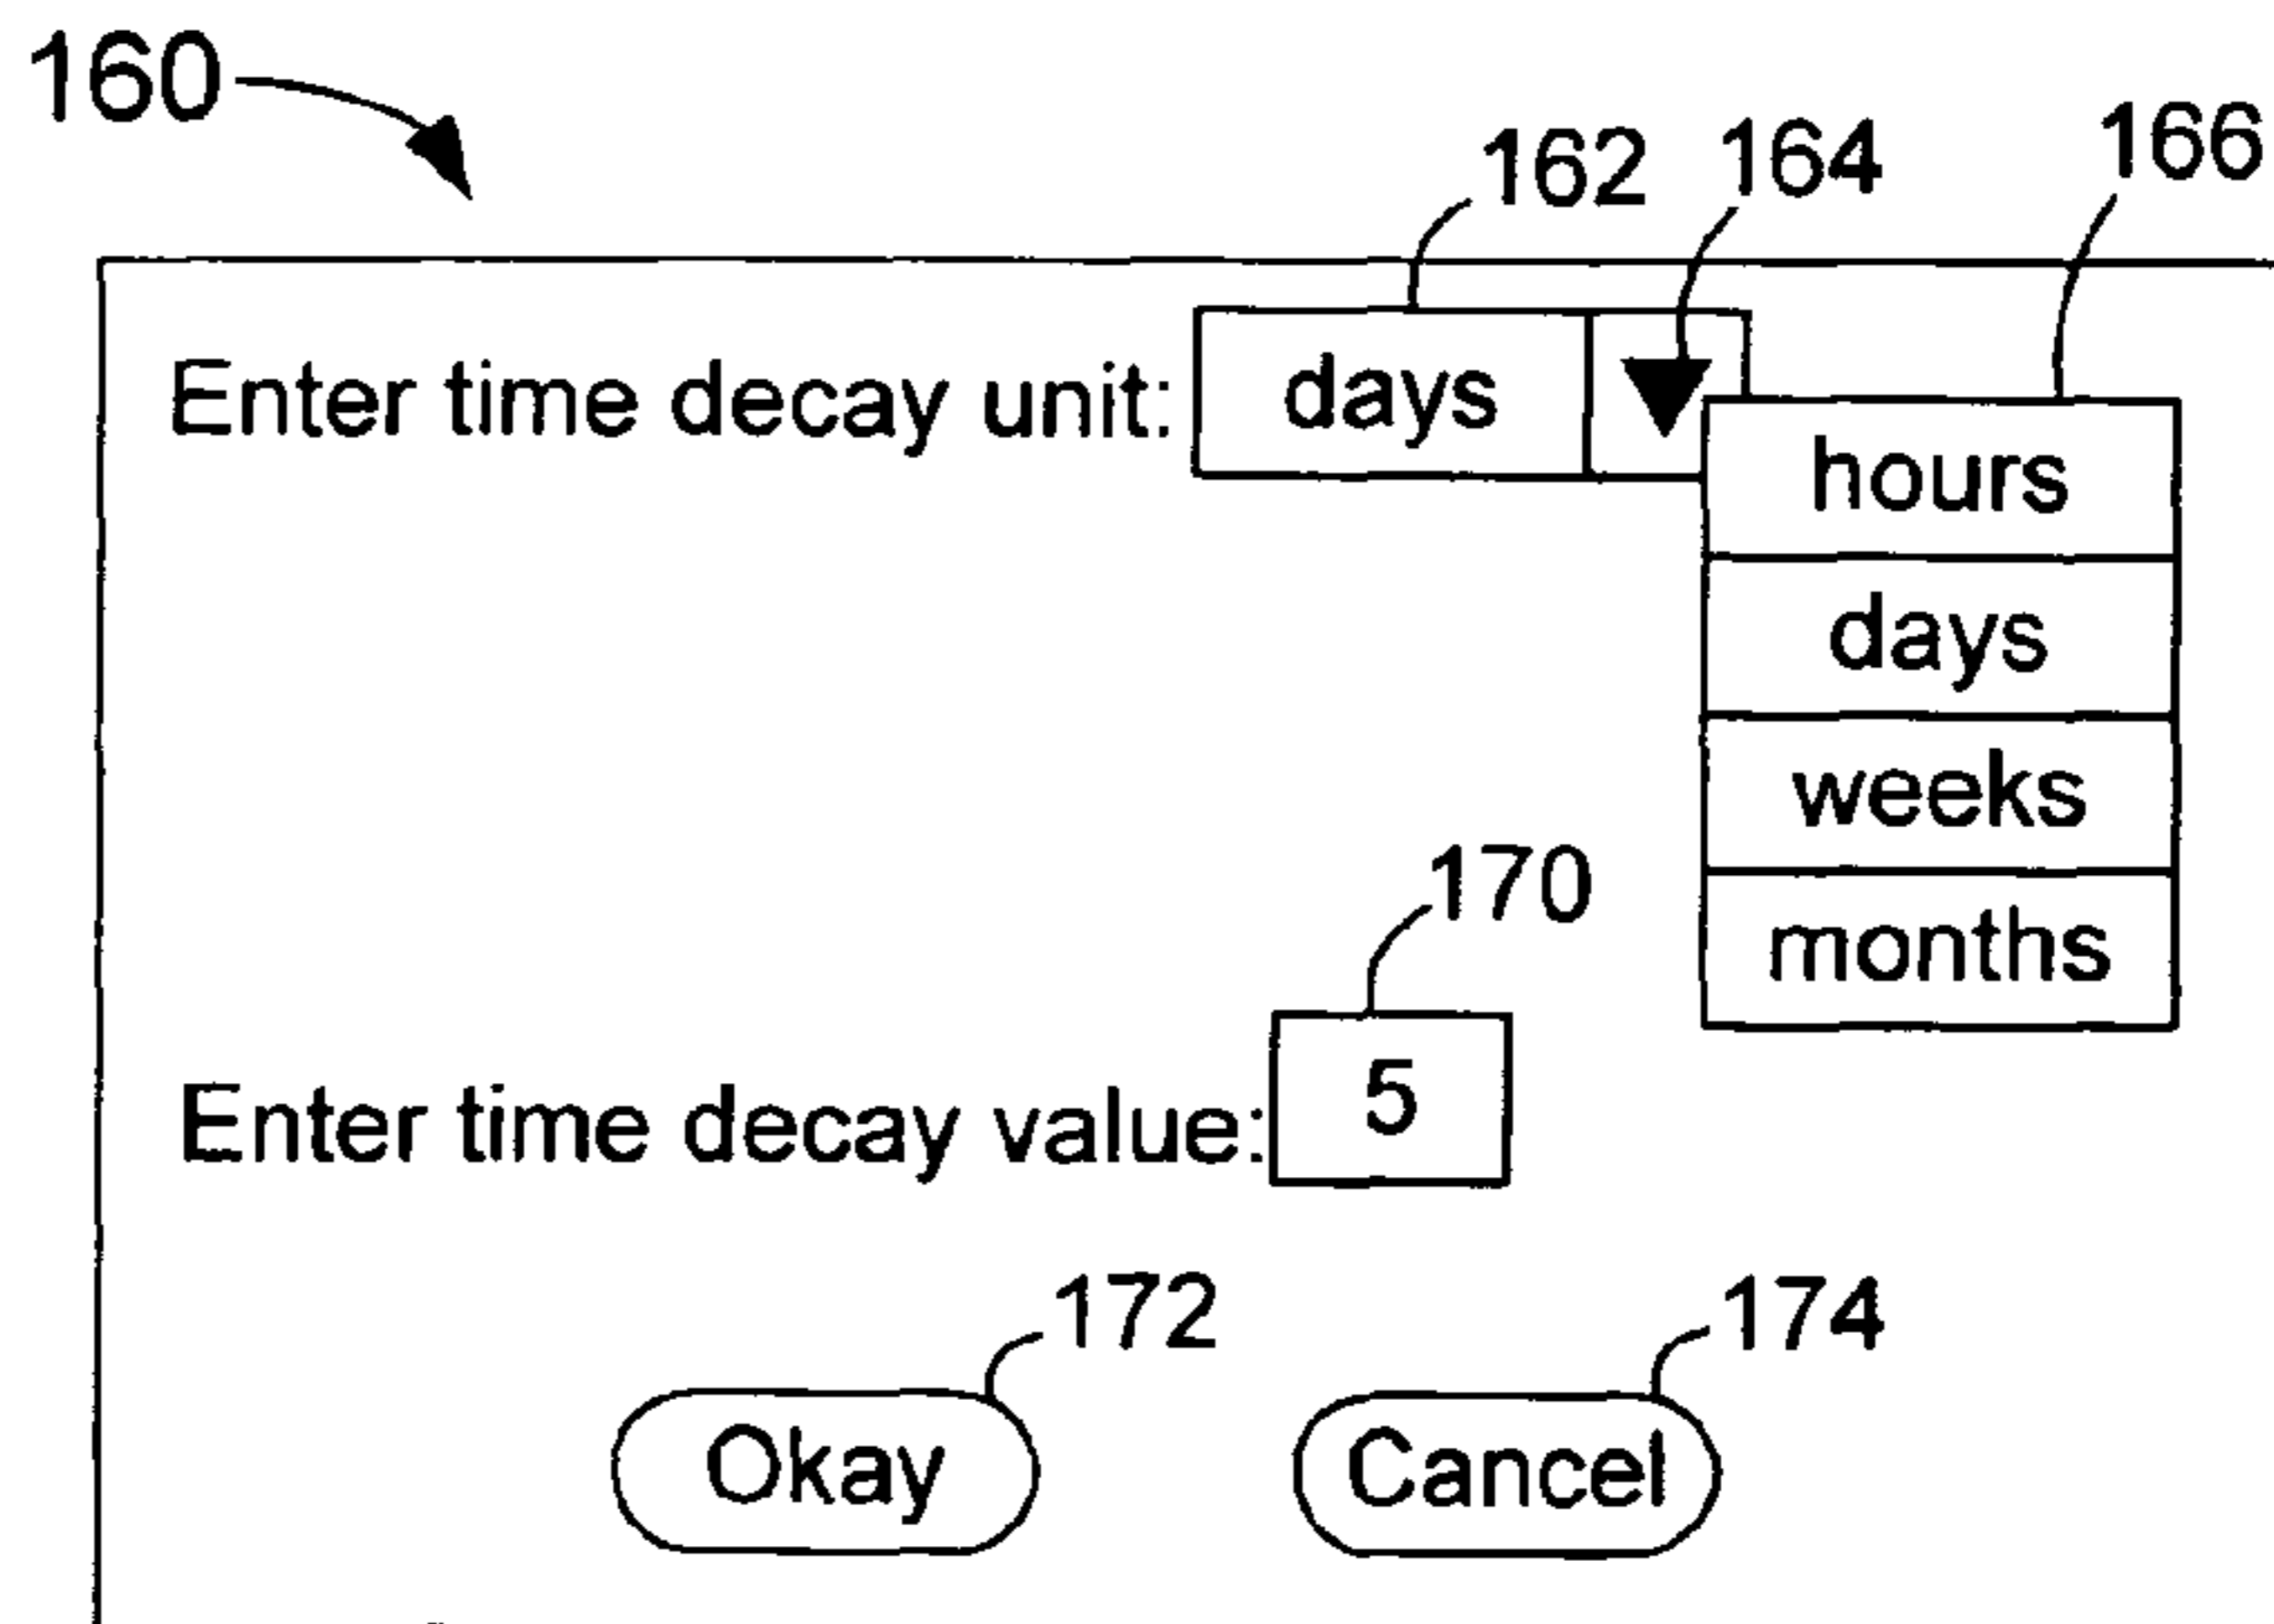 160
162 164 166
Enter time decay unit: days
hours
days
weeks
months
170
Enter time decay value: 5
172 174
Okay Cancel